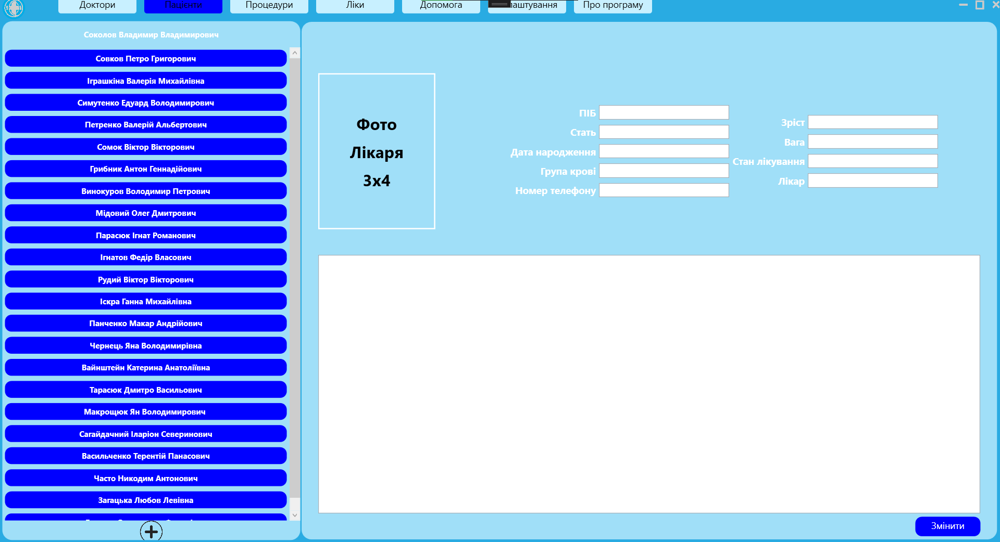 Доктори
Пацієнти
Процедури
Ліки
Допомога
лаштування
Про програму
Соколов Владимир Владимирович
Совков Петро Григорович
Іграшкіна Валерія Михайлівна
Симутенко Едуард Володимирович
Петренко Валерій Альбертович
Сомок Віктор Вікторович
Грибник Антон Геннадійович
Винокуров Володимир Петрович
Мідовий Олег Дмитрович
Парасюк Ігнат Романович
Ігнатов Федір Власович
Рудий Віктор Вікторович
Іскра Ганна Михайлівна
Панченко Макар Андрійович
Чернець Яна Володимирівна
Вайнштейн Катерина Анатоліївна
Тарасюк Дмитро Васильович
Макрощюк Ян Володимирович
Сагайдачний Іларіон Северинович
Васильченко Терентій Панасович
Часто Никодим Антонович
Загацька Любов Левівна
Фото
Лікаря
3х4
ПІБ
Стать
Дата народження
Група крові
Номер телефону
Зріст
Вага
Стан лікування
Лікар
Змінити